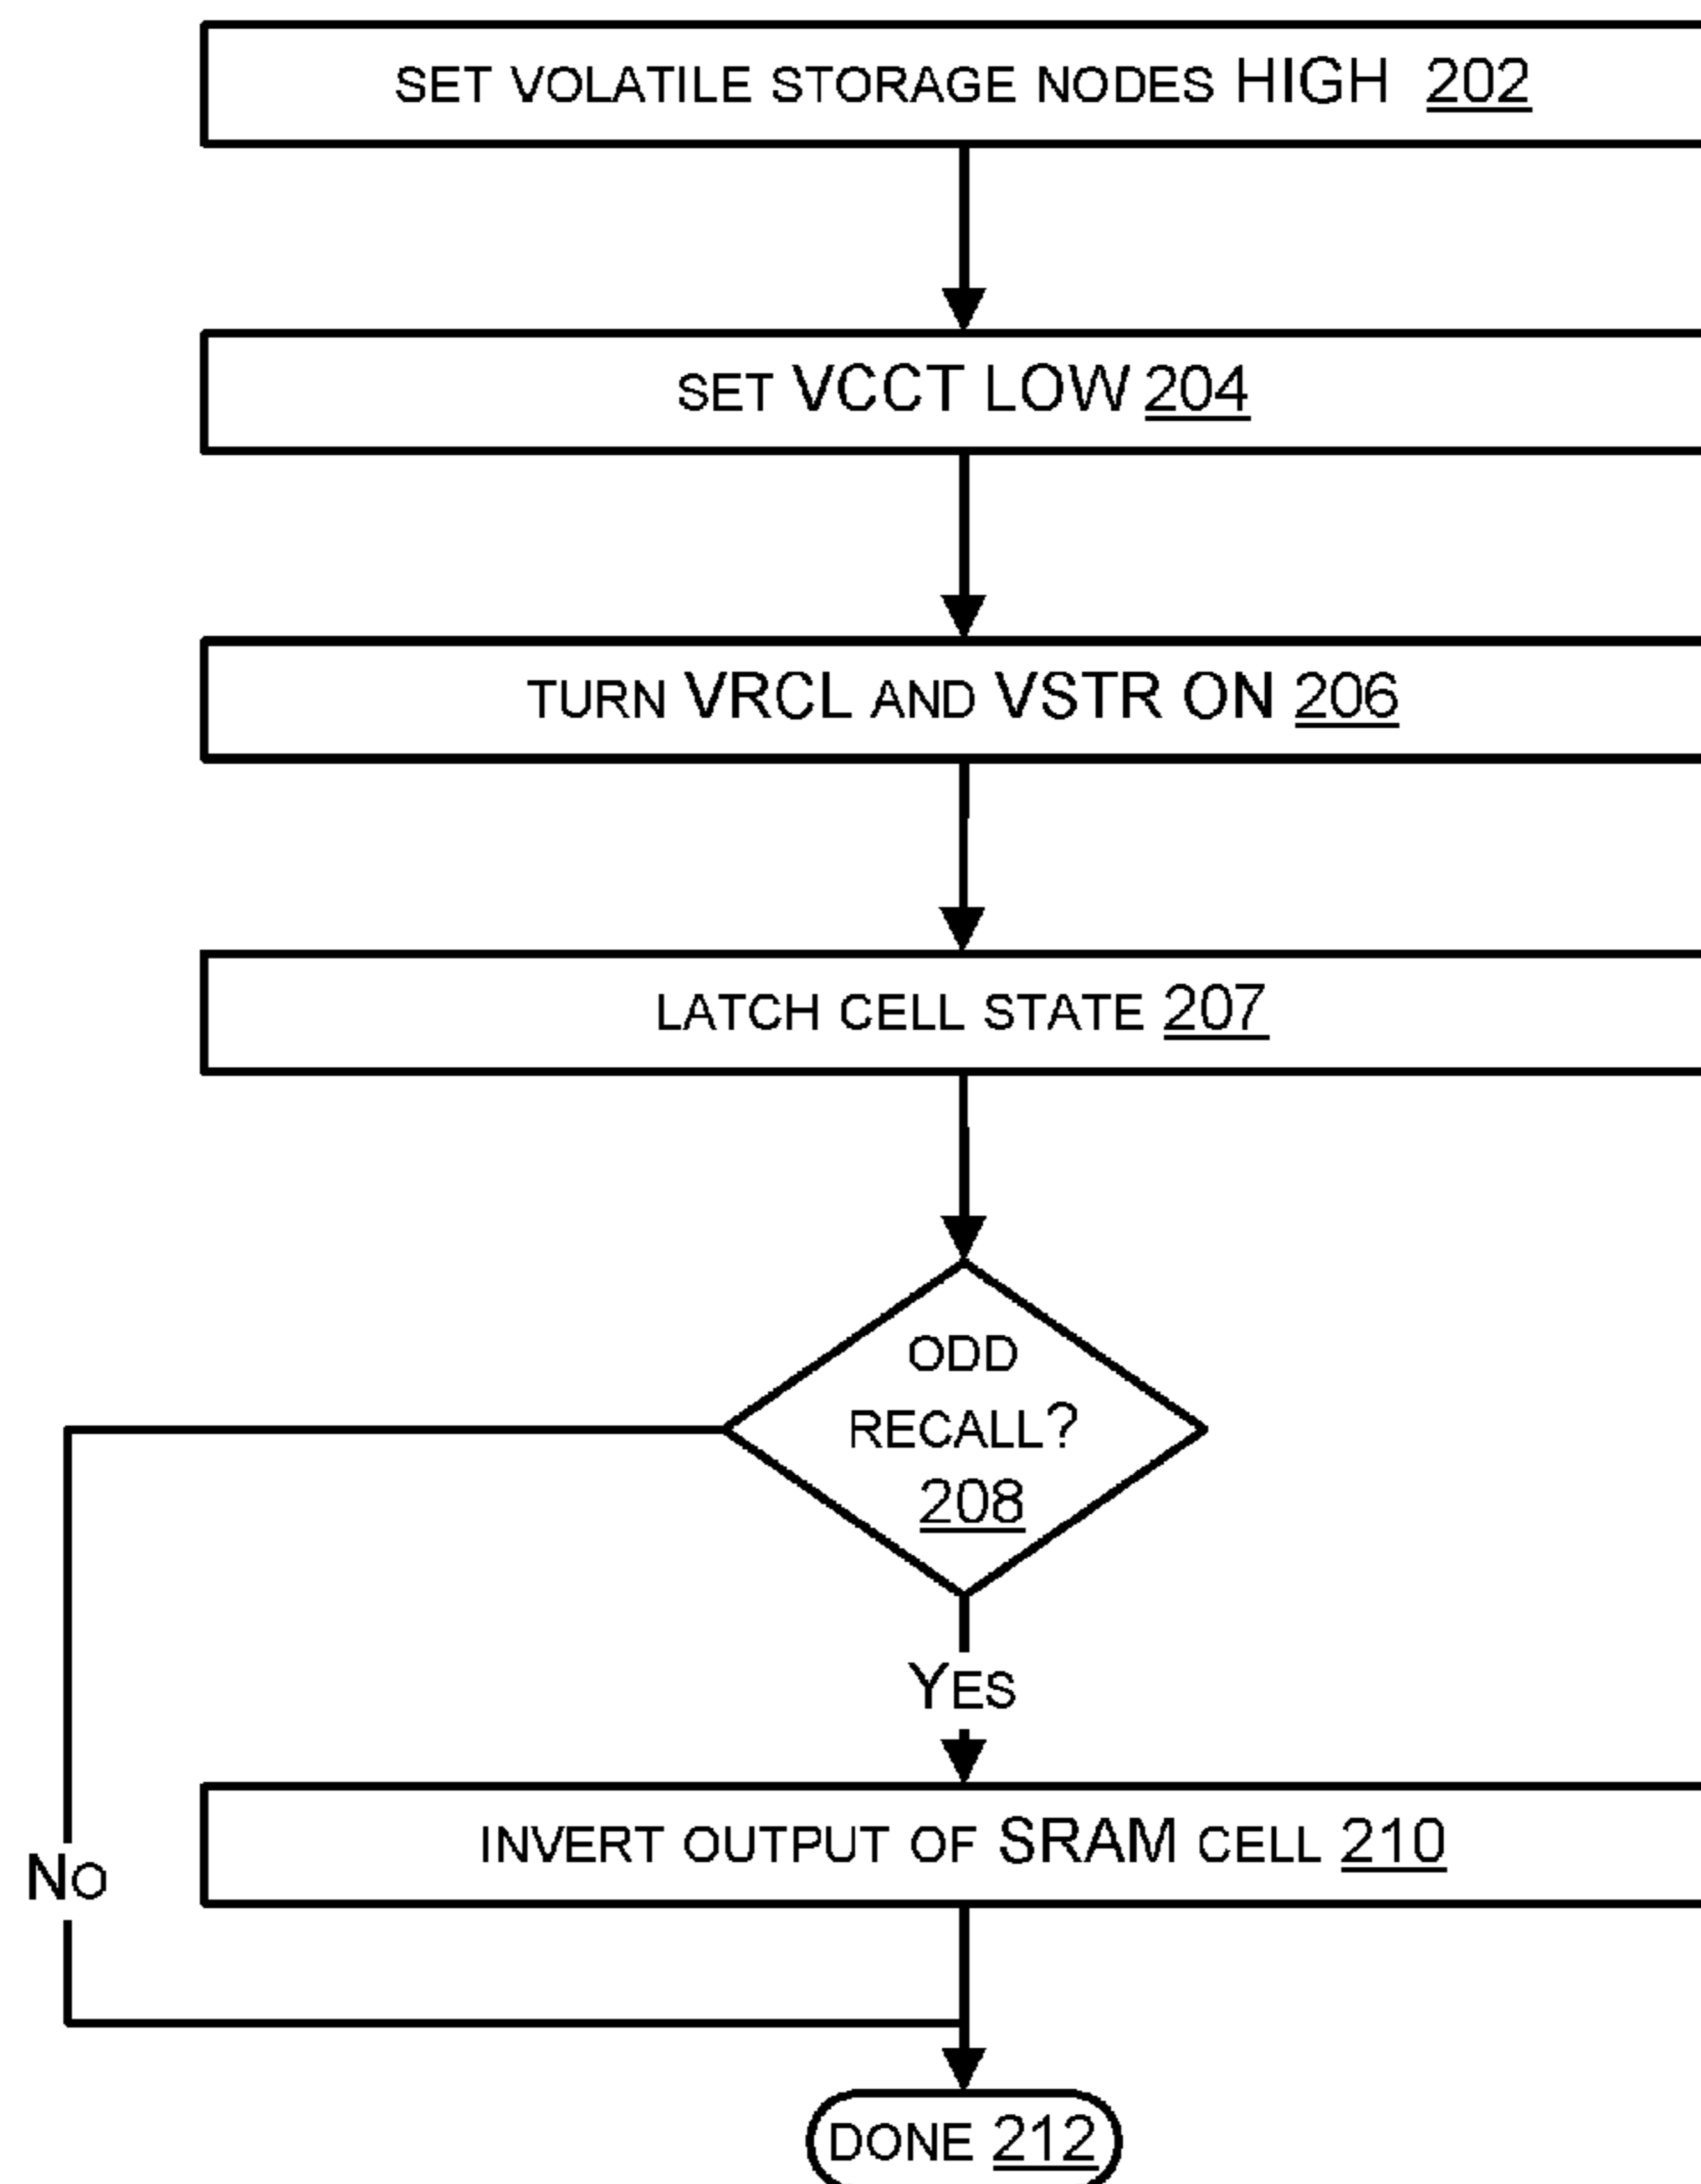 SET VOLATILE STORAGE NODES HIGH 202
SET VCCT LOW 204
TURN VRCL AND VSTR ON 206
LATCH CELL STATE 207
ODD
RECALL?
208
YES
INVERT OUTPUT OF SRAM CELL 210
NO
DONE 212